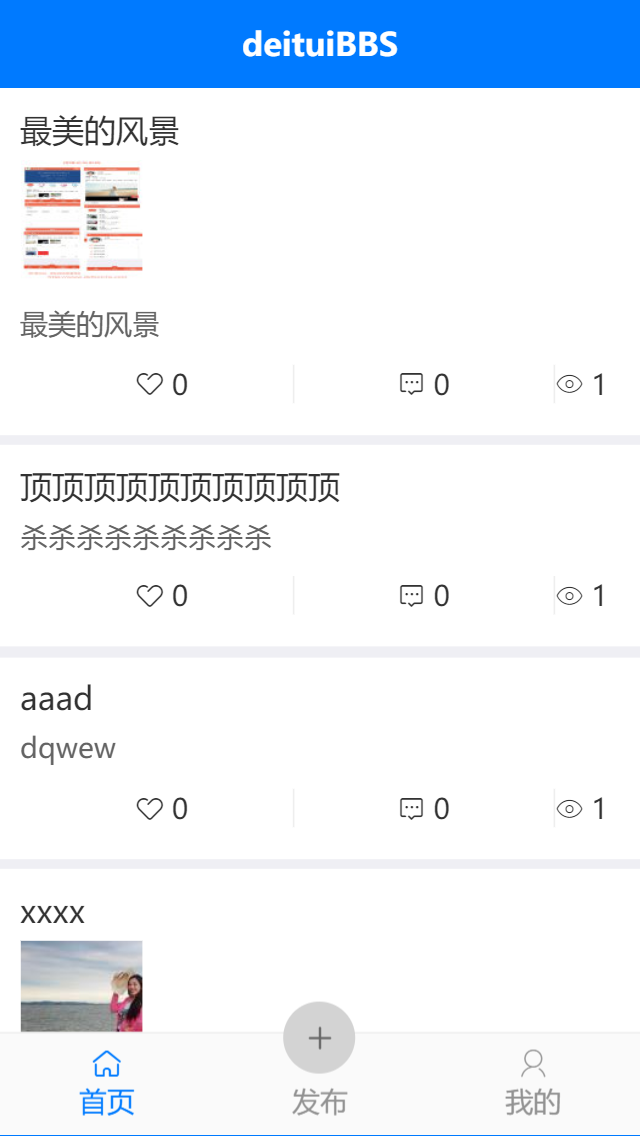 deituiBBS
最美的风景
最美的风景
0 0 1
顶顶顶顶顶顶顶顶顶顶
杀杀杀杀杀杀杀杀杀
0 0 1
aaad
dqwew
0 0 1
xxxx
首页 发布 我的